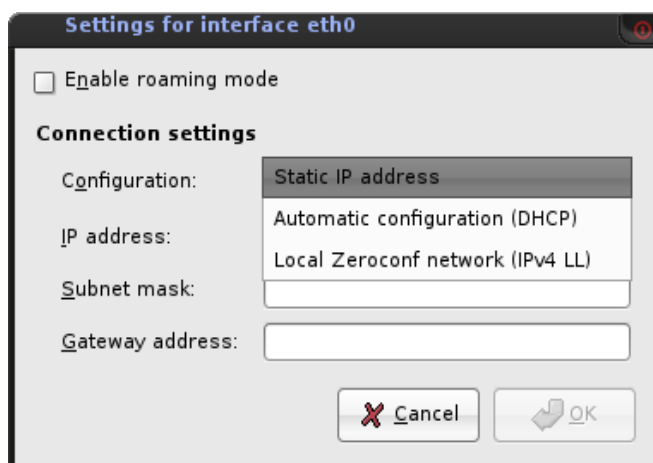 Settings for interface eth0
Enable roaming mode
Connection settings
Configuration:
Static IP address
Automatic configuration (DHCP)
Local Zeroconf network (IPv4 LL)
IP address:
Subnet mask:
Gateway address:
Cancel
OK